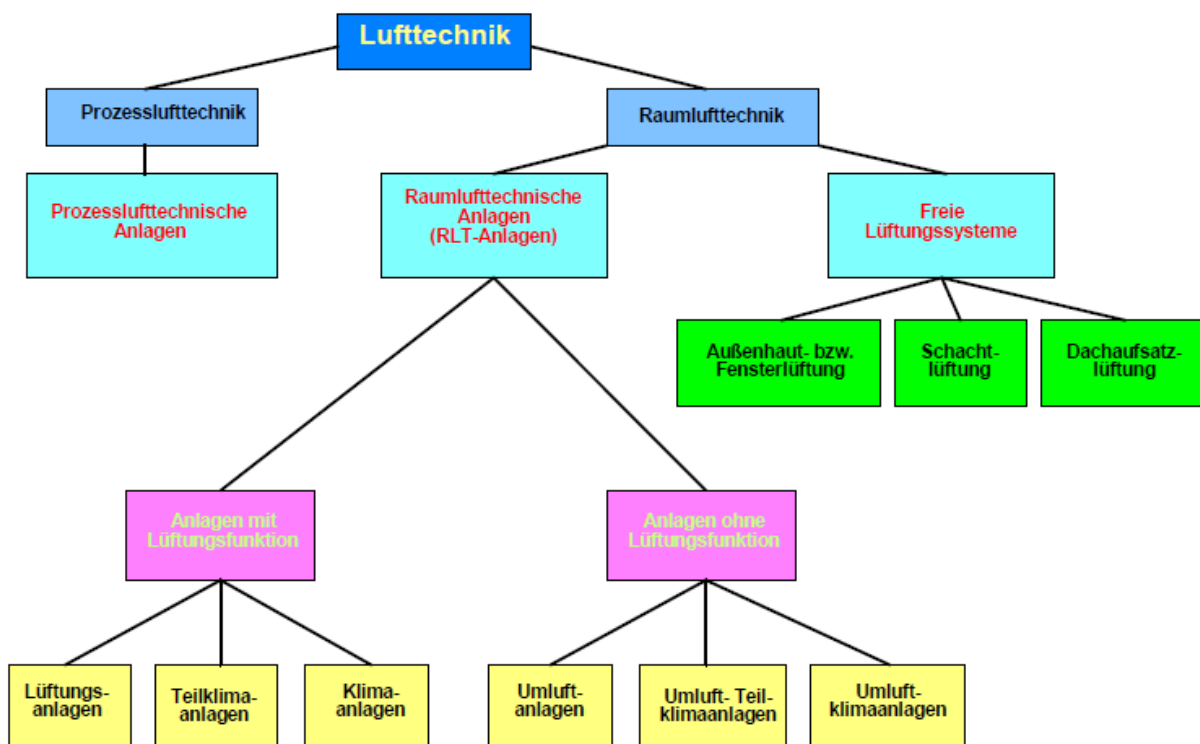 Lufttechnik
Prozesslufttechnik
Raumlufttechnik
Prozesslufttechnische
Anlagen
Raumlufttechnische
Anlagen
(RLT-Anlagen)
Freie
Lüftungssysteme
Außenhaut- bzw.
Fensterlüftung
Schacht-
lüftung
Dachaufsatz-
lüftung
Anlagen mit
Lüftungsfunktion
Anlagen ohne
Lüftungsfunktion
Lüftungs-
anlagen
Teilklima-
anlagen
Klima-
anlagen
Umluft-
anlagen
Umluft- Teil-
klimaanlagen
Umluft-
klimaanlagen